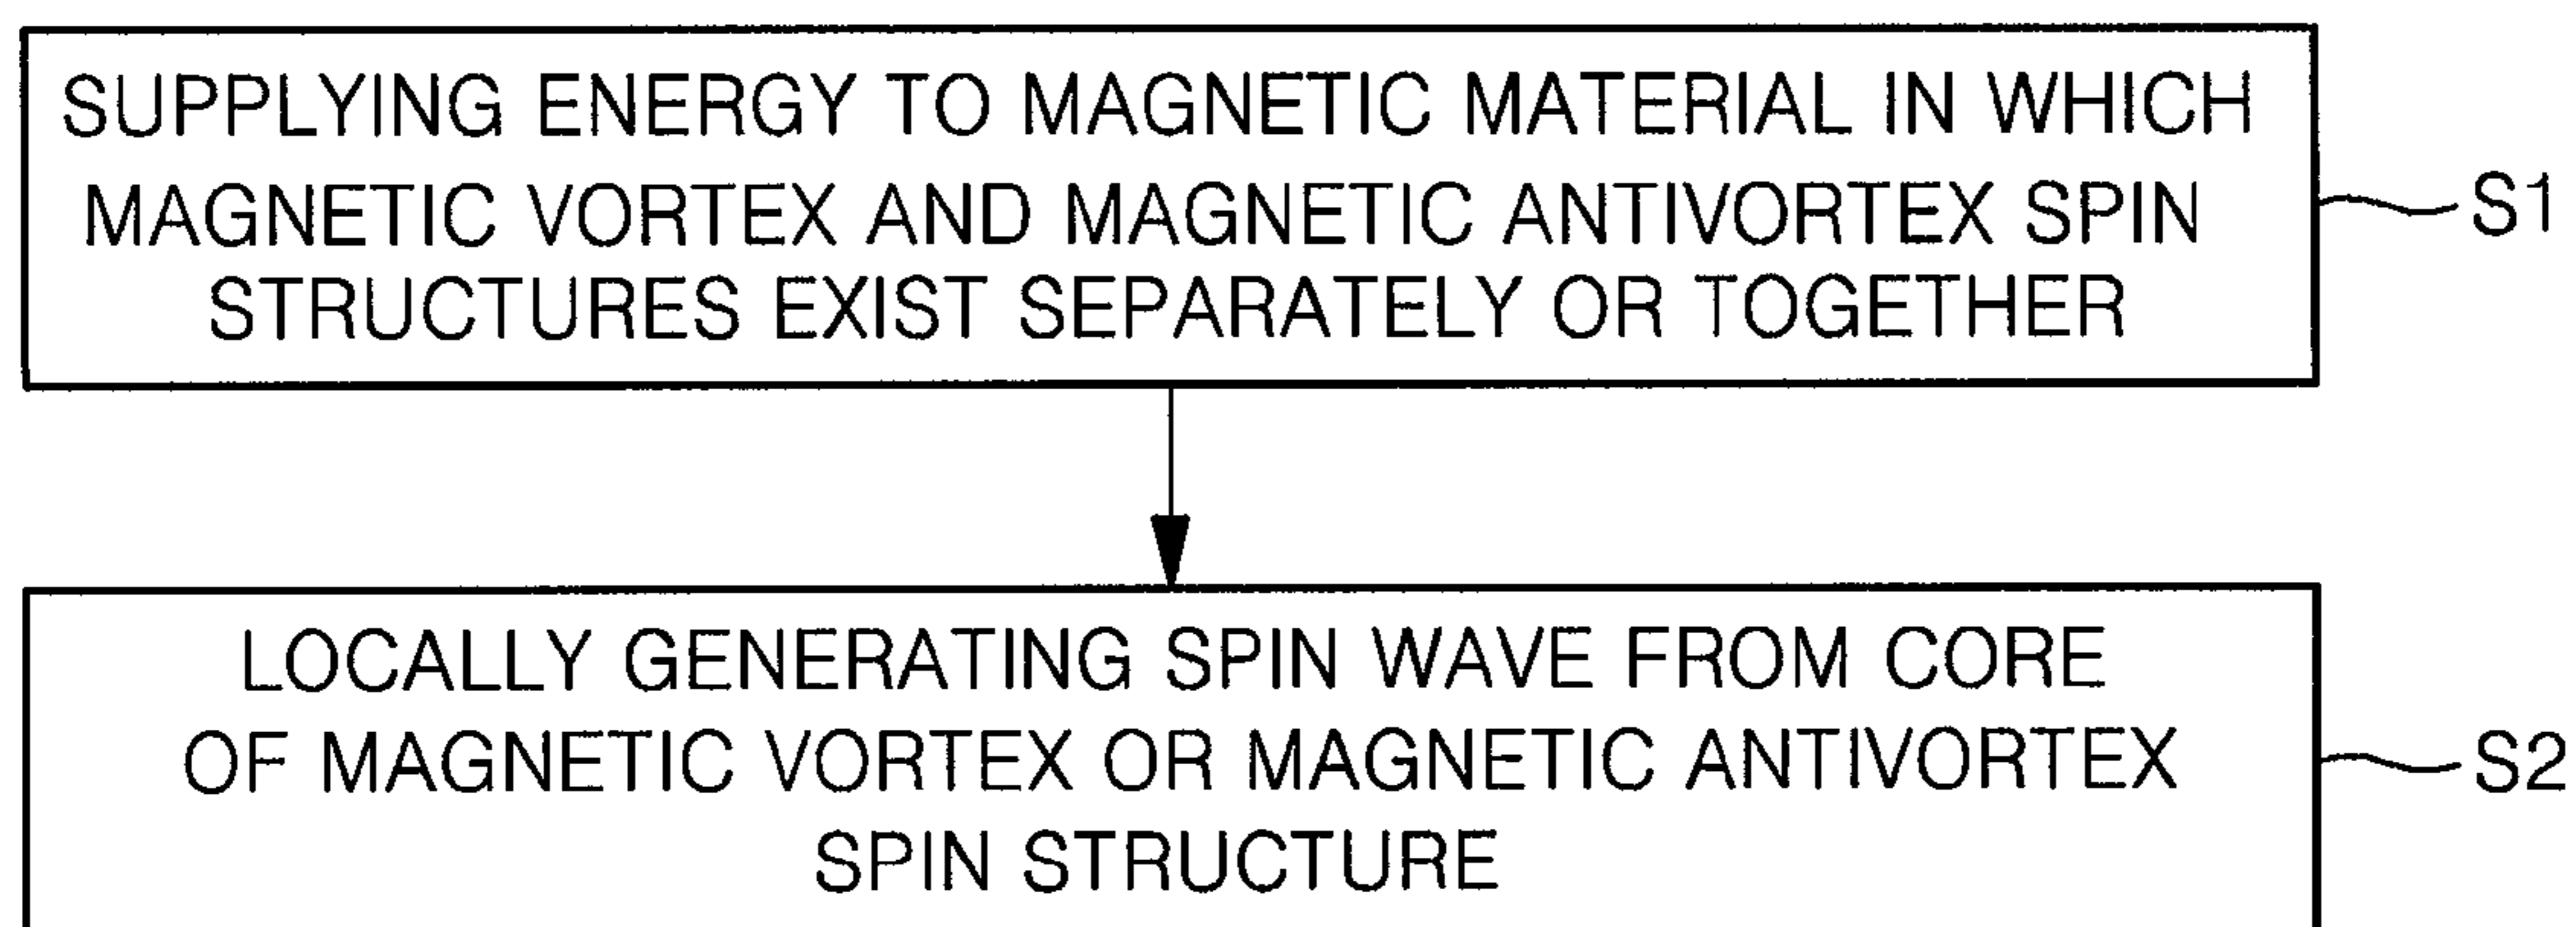 SUPPLYING ENERGY TO MAGNETIC MATERIAL IN WHICH
MAGNETIC VORTEX AND MAGNETIC ANTIVORTEX SPIN
STRUCTURES EXIST SEPARATELY OR TOGETHER
S1
LOCALLY GENERATING SPIN WAVE FROM CORE
OF MAGNETIC VORTEX OR MAGNETIC ANTIVORTEX
SPIN STRUCTURE
S2